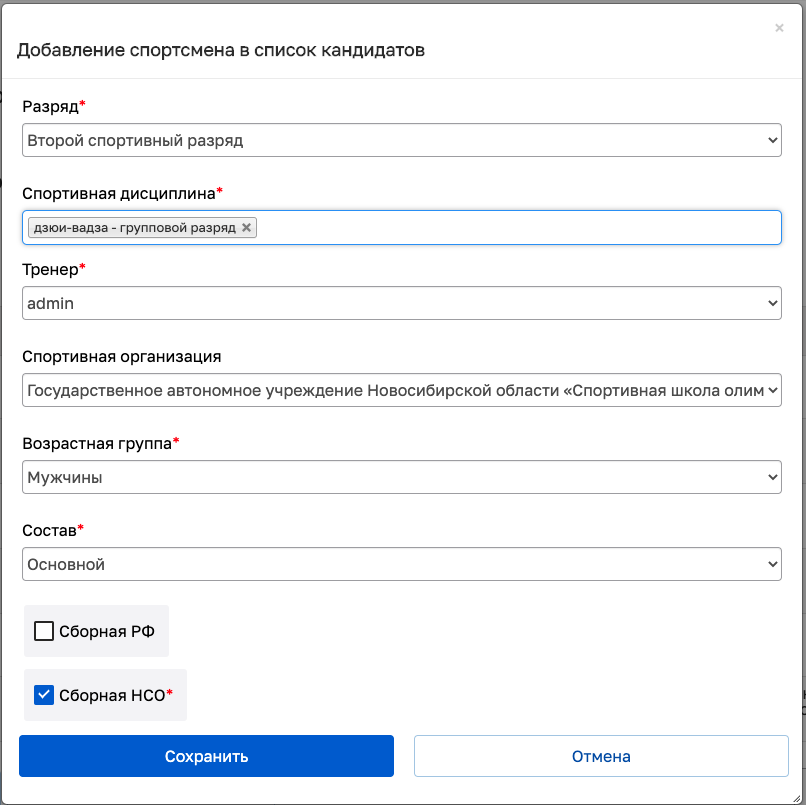 Добавление спортсмена в список кандидатов
×
Разряд*
Второй спортивный разряд
Спортивная дисциплина*
дзюи-вадза - групповой разряд ×
Тренер*
admin
Спортивная организация
Государственное автономное учреждение Новосибирской области «Спортивная школа олим
Возрастная группа*
Мужчины
Состав*
Основной
Сборная РФ
Сборная НСО*
Сохранить
Отмена